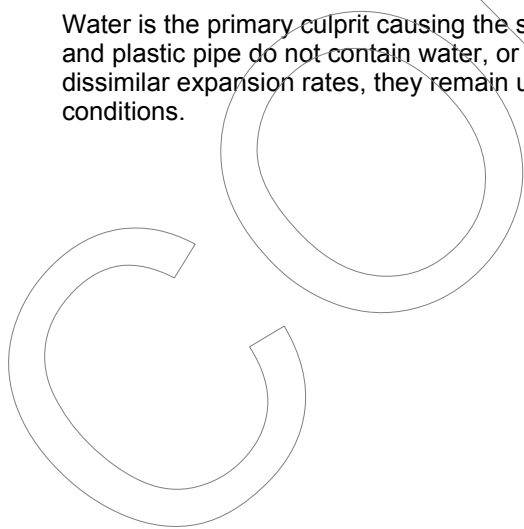 Water is the primary culprit causing the
and plastic pipe do not contain water, or
dissimilar expansion rates, they remain
conditions.
CO